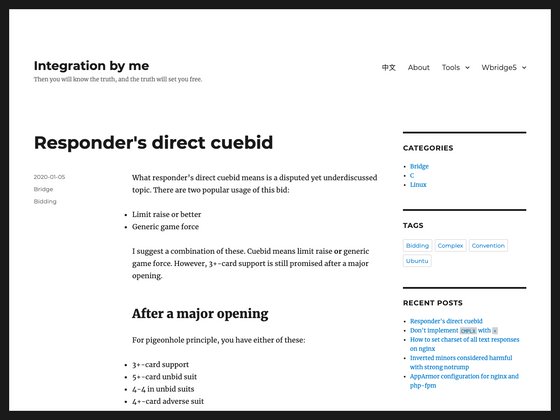 Integration by me
Then you will know the truth, and the truth will set you free.
中文 About Tools Wbridge5
Responder's direct cuebid
2020-01-05
Bridge
Bidding
What responder's direct cuebid means is a disputed yet underdiscussed
topic. There are two popular usage of this bid:
Limit raise or better
Generic game force
I suggest a combination of these. Cuebid means limit raise or generic
game force. However, 3+-card support is still promised after a major
opening.
After a major opening
For pigeonhole principle, you have either of these:
3+-card support
5+-card unbid suit
4-4 in unbid suits
4+-card adverse suit
CATEGORIES
Bridge
C
Linux
TAGS
Bidding Complex Convention
Ubuntu
RECENT POSTS
Responder's direct cuebid
Don't implement CMPLX with *
How to set charset of all text responses
on nginx
Inverted minors considered harmful
with strong notrump
AppArmor configuration for nginx and
php-fpm